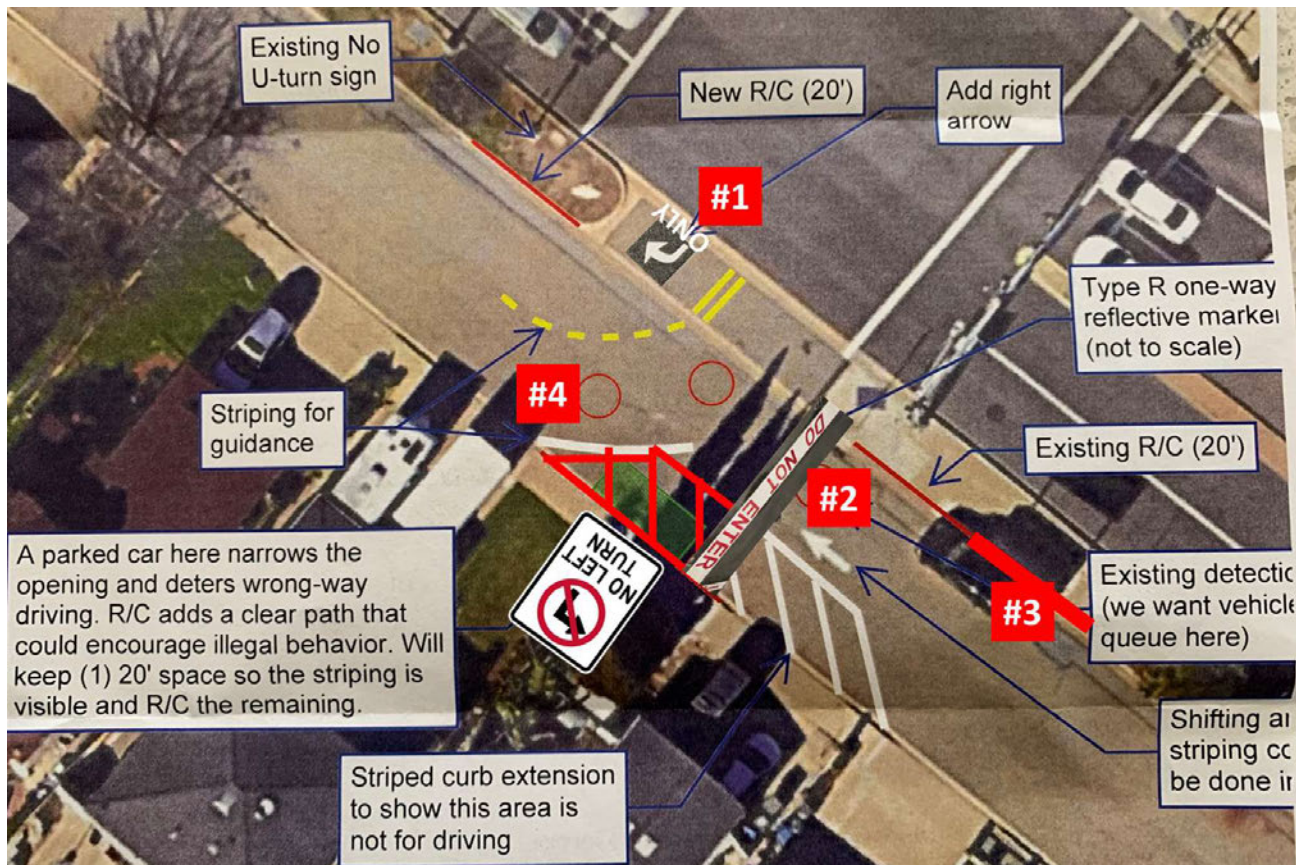 Existing No
U-turn sign
New R/C (20')
Add right
arrow
#1
ONLY
Type R one-way
reflective marker
(not to scale)
#4
Striping for
guidance
DO NOT ENTER
#2
Existing R/C (20')
A parked car here narrows the
opening and deters wrong-way
driving. R/C adds a clear path that
could encourage illegal behavior. Will
keep (1) 20' space so the striping is
visible and R/C the remaining.
NO LEFT
TURN
#3
Existing
(we want vehicle
queue here)
Striped curb extension
to show this area is
not for driving
Shifting
striping
be done